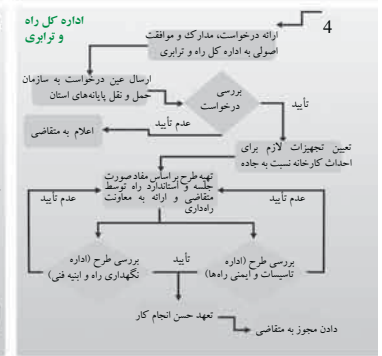 اداره کل راه
و ترابری
4
ارائه درخواست، مدارک و موافقت
اصولی به اداره کل راه و ترابری
ارسال عین درخواست به سازمان
حمل و نقل پایانه‌های استان
بررسی
درخواست
تأیید
عدم تأیید
اعلام به متقاضی
تعیین تجهیزات لازم برای
احداث کارخانه نسبت به جاده
تهیه طرح بر اساس مفاد صورت
جلسه و استاندارد راه توسط
متقاضی و ارائه به معاونت
راهداری
عدم تأیید
عدم تأیید
بررسی طرح (اداره
تاسیسات و ایمنی راه‌ها)
تأیید
بررسی طرح (اداره
نگهداری راه و ابنیه فنی)
تعهد حسن انجام کار
دادن مجوز به متقاضی